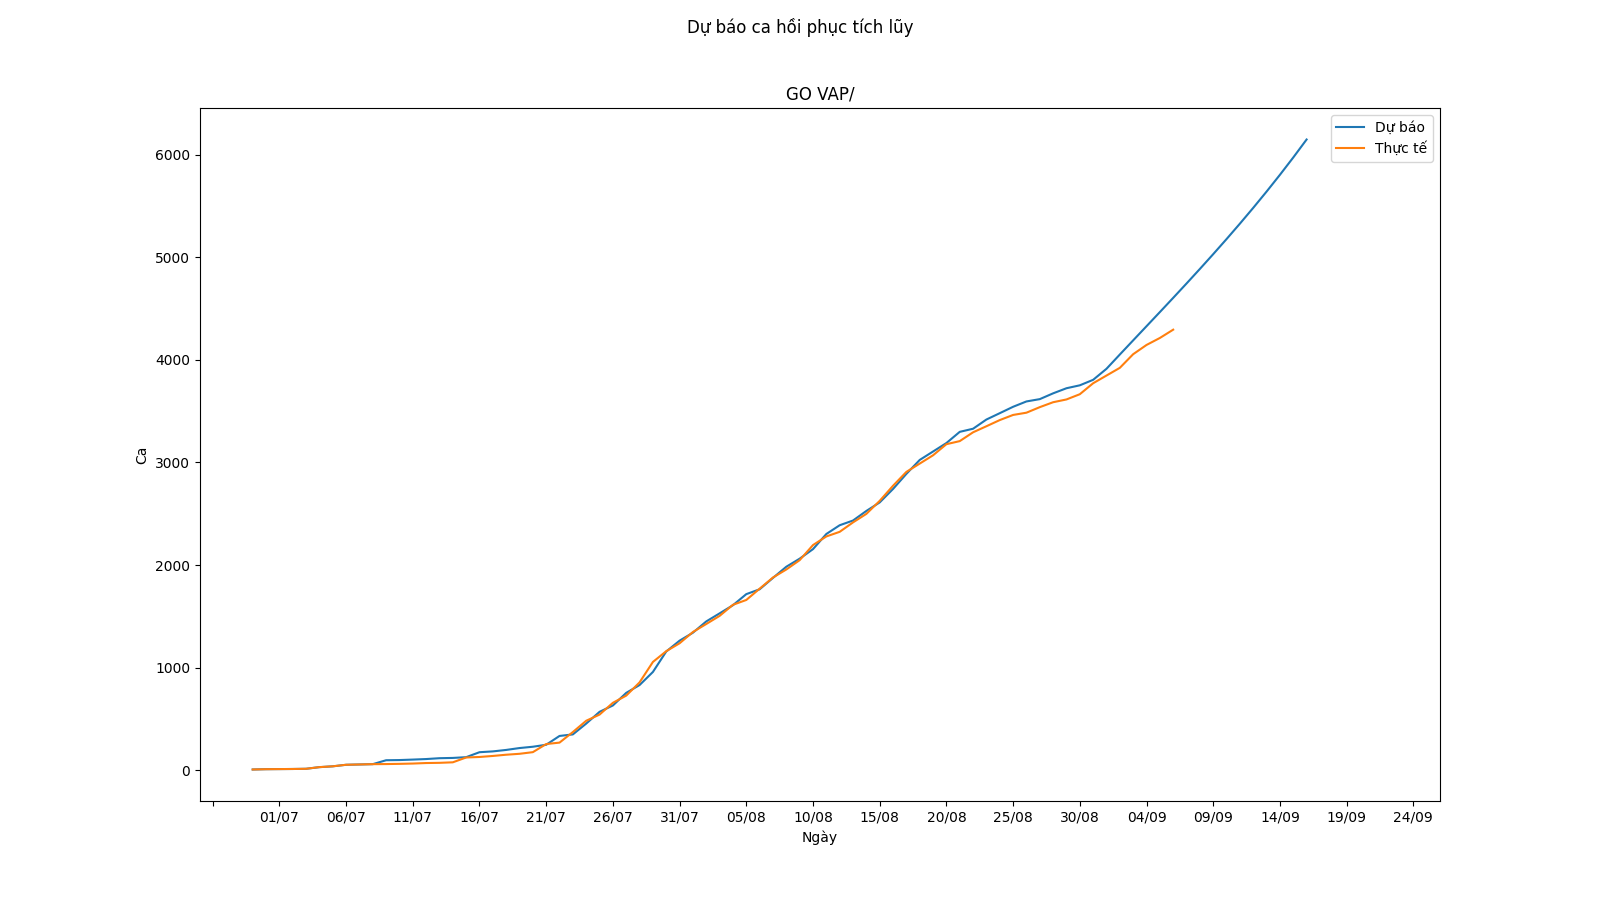 Dự báo ca hồi phục tích lũy
GO VAP/
Dự báo
Thực tế
6000
5000
4000
3000
2000
1000
0
Ca
01/07 06/07 11/07 16/07 21/07 26/07 31/07 05/08 10/08 15/08 20/08 25/08 30/08 04/09 09/09 14/09 19/09 24/09
Ngày